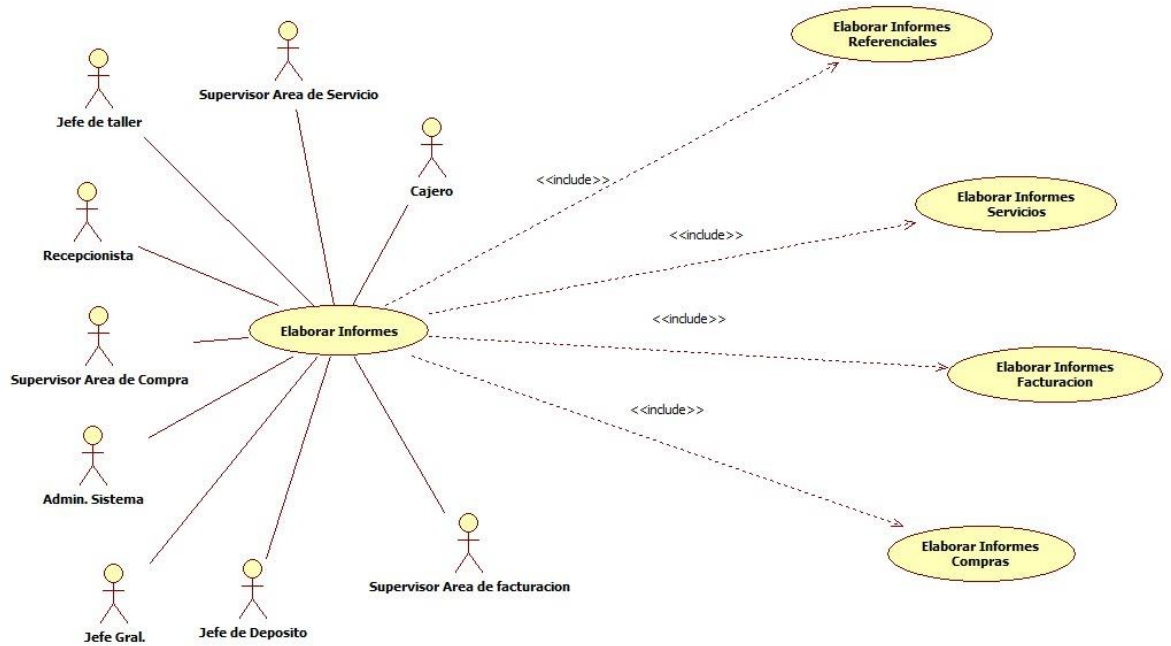 Elaborar Informes
Referenciales
Supervisor Area de Servicio
Jefe de taller
Cajero
<<include>>
Elaborar Informes
Servicios
<<include>>
Recepcionista
<<include>>
Elaborar Informes
Elaborar Informes
Facturacion
Supervisor Area de Compra
<<include>>
Admin. Sistema
Elaborar Informes
Compras
Supervisor Area de facturacion
Jefe Gral.
Jefe de Deposito